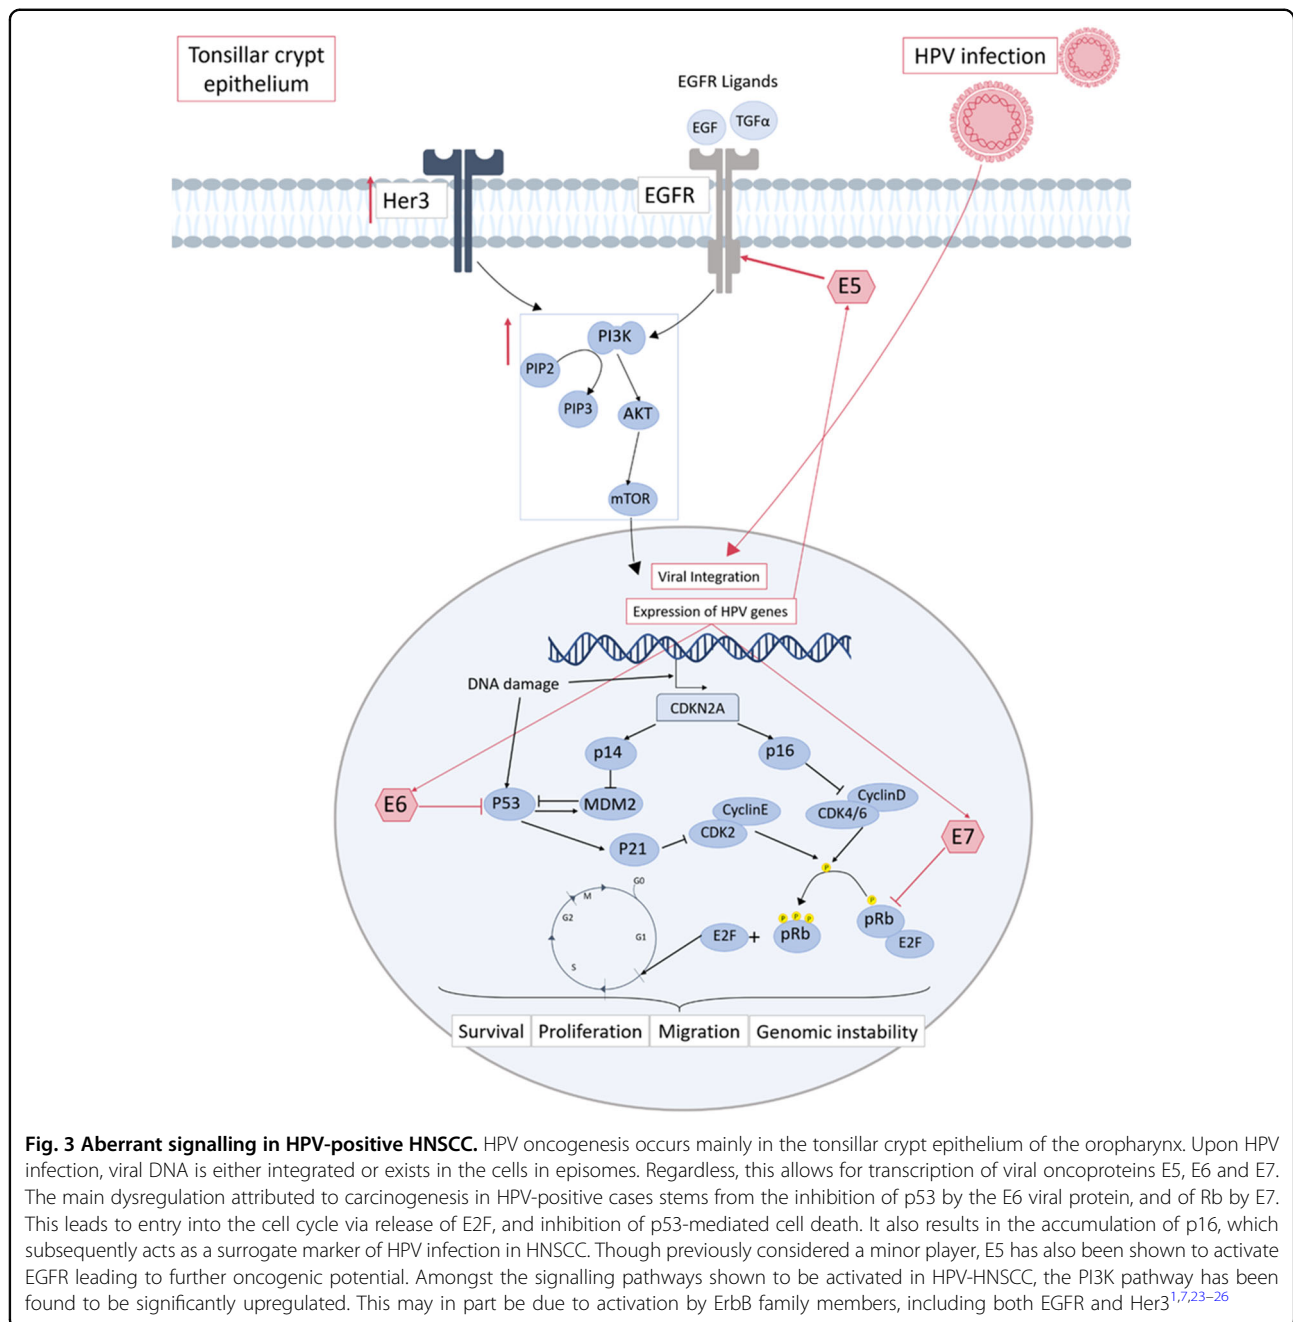 Tonsillar crypt
epithelium
HPV infection
EGFR Ligands
EGF
TGFα
Her3
EGFR
E5
PI3K
PIP2
PIP3
AKT
mTOR
Viral Integration
Expression of HPV genes
DNA damage
CDKN2A
p14
p16
E6
P53
MDM2
CyclinE
CDK2
CyclinD
CDK4/6
E7
P21
P
P
G0
M
G2
G1
S
P P P
pRb
E2F
+
pRb
E2F
Survival
Proliferation
Migration
Genomic instability
Fig. 3 Aberrant signalling in HPV-positive HNSCC. HPV oncogenesis occurs mainly in the tonsillar crypt epithelium of the oropharynx. Upon HPV
infection, viral DNA is either integrated or exists in the cells in episomes. Regardless, this allows for transcription of viral oncoproteins E5, E6 and E7.
The main dysregulation attributed to carcinogenesis in HPV-positive cases stems from the inhibition of p53 by the E6 viral protein, and of Rb by E7.
This leads to entry into the cell cycle via release of E2F, and inhibition of p53-mediated cell death. It also results in the accumulation of p16, which
subsequently acts as a surrogate marker of HPV infection in HNSCC. Though previously considered a minor player, E5 has also been shown to activate
EGFR leading to further oncogenic potential. Amongst the signalling pathways shown to be activated in HPV-HNSCC, the PI3K pathway has been
found to be significantly upregulated. This may in part be due to activation by ErbB family members, including both EGFR and Her31,7,23–26